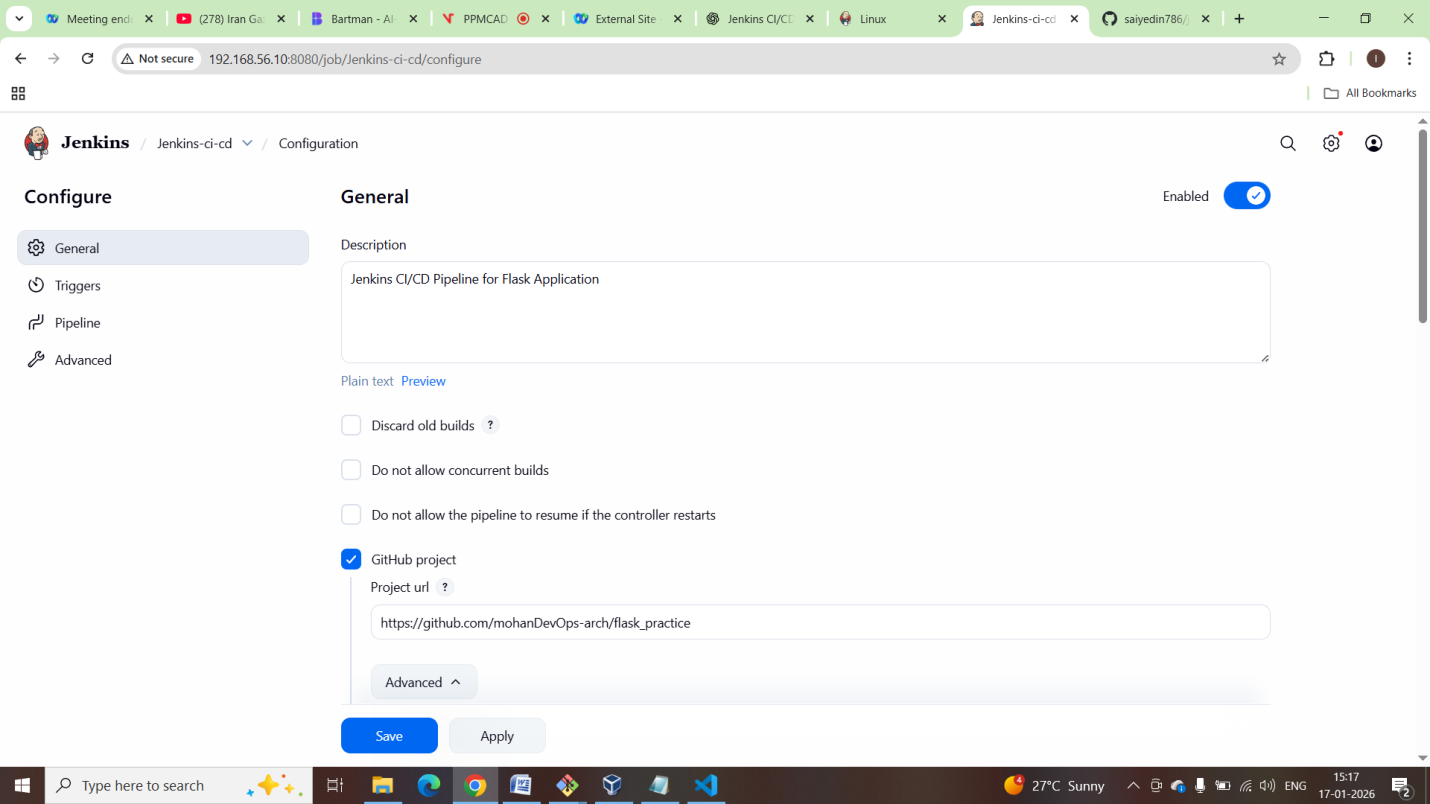 Meeting end
(278) Iran Ga
Bartman - AI
PPMCAD
External Site
Jenkins CI/CD
Linux
Jenkins-ci-cd
saiyedin786/j
Not secure
192.168.56.10:8080/job/Jenkins-ci-cd/configure
I
All Bookmarks
Jenkins / Jenkins-ci-cd / Configuration
Configure
General
Triggers
Pipeline
Advanced
General
Enabled
Description
Jenkins CI/CD Pipeline for Flask Application
Plain text Preview
Discard old builds ?
Do not allow concurrent builds
Do not allow the pipeline to resume if the controller restarts
GitHub project
Project url ?
https://github.com/mohanDevOps-arch/flask_practice
Advanced
Save
Apply
Type here to search
4
27°C Sunny
ENG
15:17
17-01-2026
2